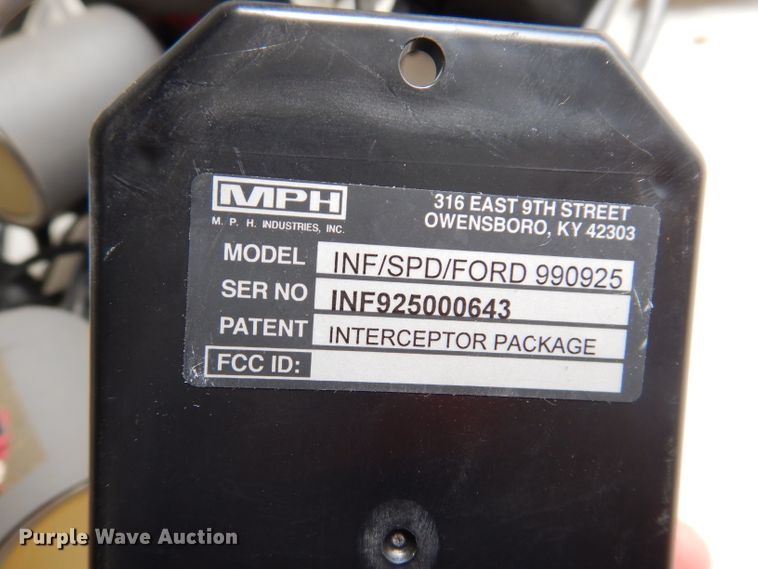 MPH
M. P. H. INDUSTRIES, INC.
316 EAST 9TH STREET
OWENSBORO, KY 42303
MODEL INF/SPD/FORD 990925
SER NO INF925000643
PATENT INTERCEPTOR PACKAGE
FCC ID:
Purple Wave Auction